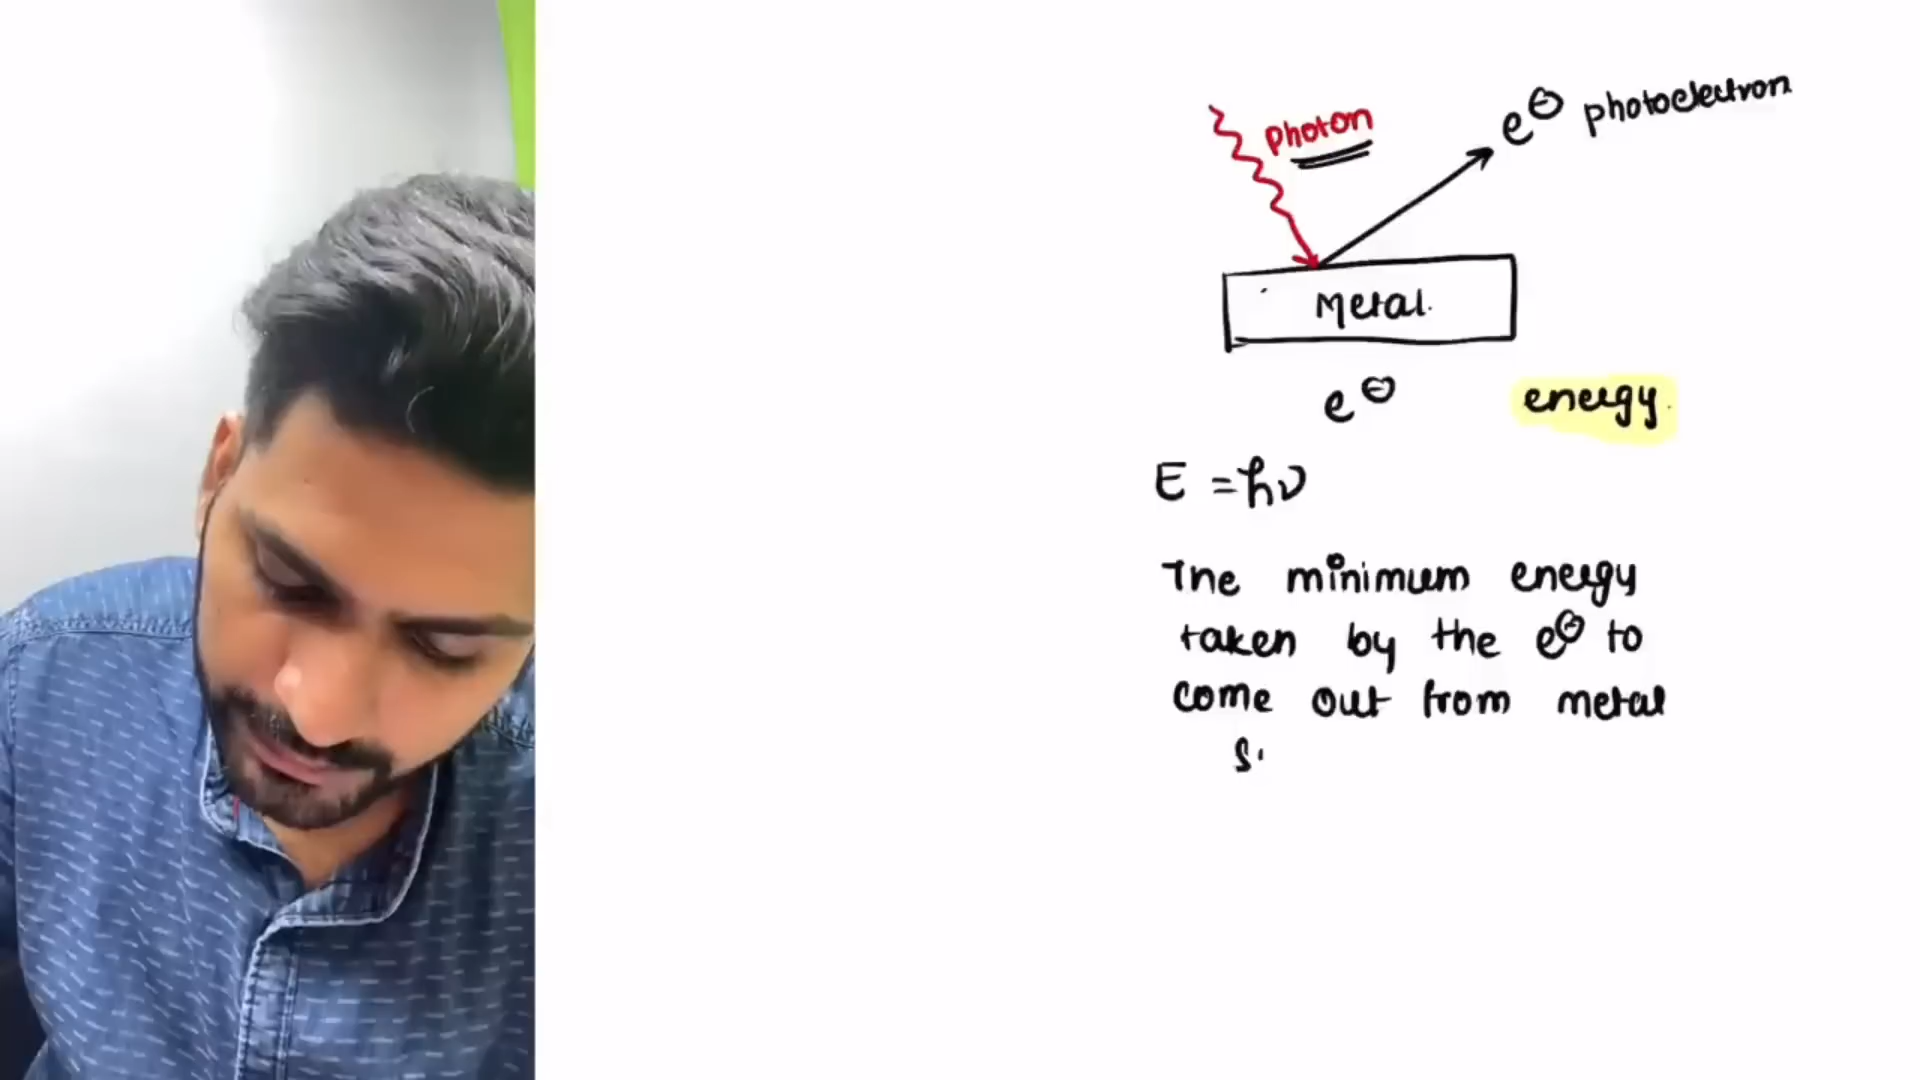 photon
e⊖ photoelectron
Metal.
e⊖ energy.
E = hν
The minimum energy
taken by the e⊖ to
come out from metal
s